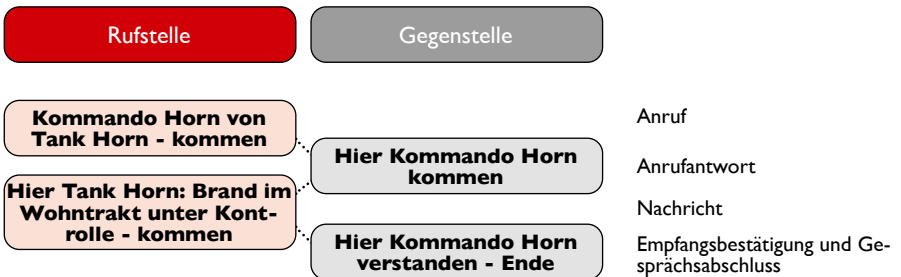 Rufstelle
Gegenstelle
Kommando Horn von
Tank Horn - kommen
Anruf
Hier Kommando Horn
kommen
Anrufantwort
Hier Tank Horn: Brand im
Wohntrakt unter Kont-
rolle - kommen
Nachricht
Hier Kommando Horn
verstanden - Ende
Empfangsbestätigung und Ge-
sprächsabschluss